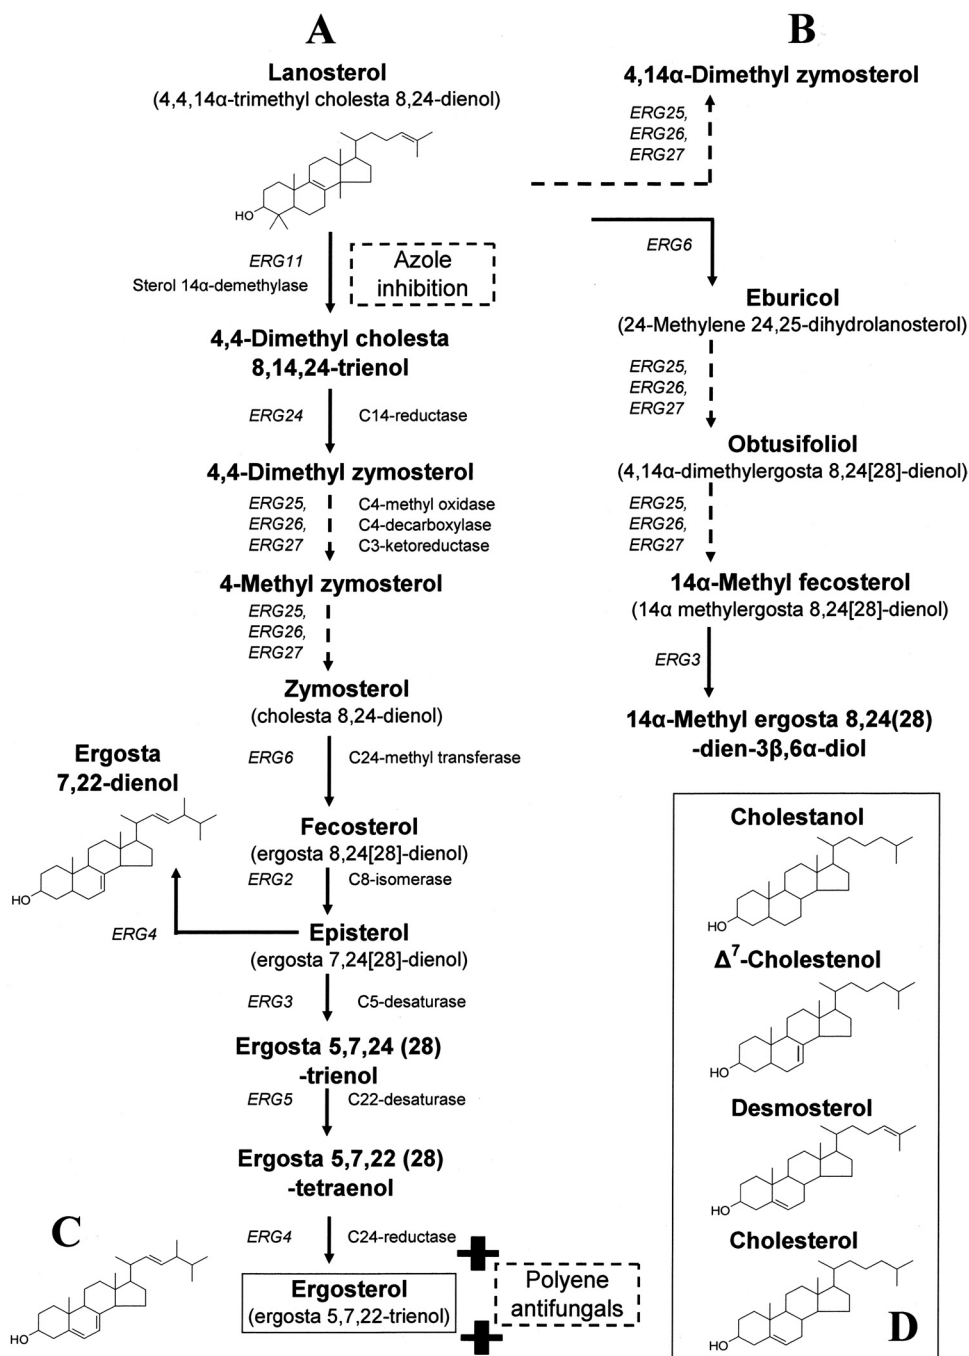 A
Lanosterol
(4,4,14α-trimethyl cholesta 8,24-dienol)
HO
ERG11
Sterol 14α-demethylase
Azole
inhibition
4,4-Dimethyl cholesta
8,14,24-trienol
ERG24
C14-reductase
4,4-Dimethyl zymosterol
ERG25,
ERG26,
ERG27
C4-methyl oxidase
C4-decarboxylase
C3-ketoreductase
4-Methyl zymosterol
ERG25,
ERG26,
ERG27
Zymosterol
(cholesta 8,24-dienol)
ERG6
C24-methyl transferase
Ergosta
7,22-dienol
HO
Fecosterol
(ergosta 8,24[28]-dienol)
ERG2
C8-isomerase
ERG4
Episterol
(ergosta 7,24[28]-dienol)
ERG3
C5-desaturase
Ergosta 5,7,24 (28)
-trienol
ERG5
C22-desaturase
Ergosta 5,7,22 (28)
-tetraenol
ERG4
C24-reductase
C
HO
Ergosterol
(ergosta 5,7,22-trienol)
Polyene
antifungals
B
4,14α-Dimethyl zymosterol
ERG25,
ERG26,
ERG27
ERG6
Eburicol
(24-Methylene 24,25-dihydrolanosterol)
ERG25,
ERG26,
ERG27
Obtusifoliol
(4,14α-dimethylergosta 8,24[28]-dienol)
ERG25,
ERG26,
ERG27
14α-Methyl fecosterol
(14α methylergosta 8,24[28]-dienol)
ERG3
14α-Methyl ergosta 8,24(28)
-dien-3β,6α-diol
Cholestanol
HO
Δ⁷-Cholestenol
HO
Desmosterol
HO
Cholesterol
HO
D